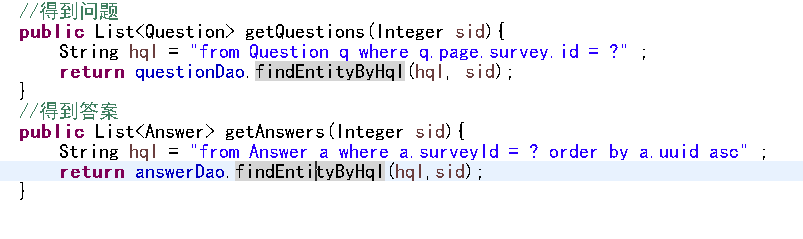 //得到问题
public List<Question> getQuestions(Integer sid){
String hql = "from Question q where q.page.survey.id = ?" ;
return questionDao.findEntityByHql(hql, sid);
}
//得到答案
public List<Answer> getAnswers(Integer sid){
String hql = "from Answer a where a.surveyId = ? order by a.uuid asc" ;
return answerDao.findEntityByHql(hql,sid);
}